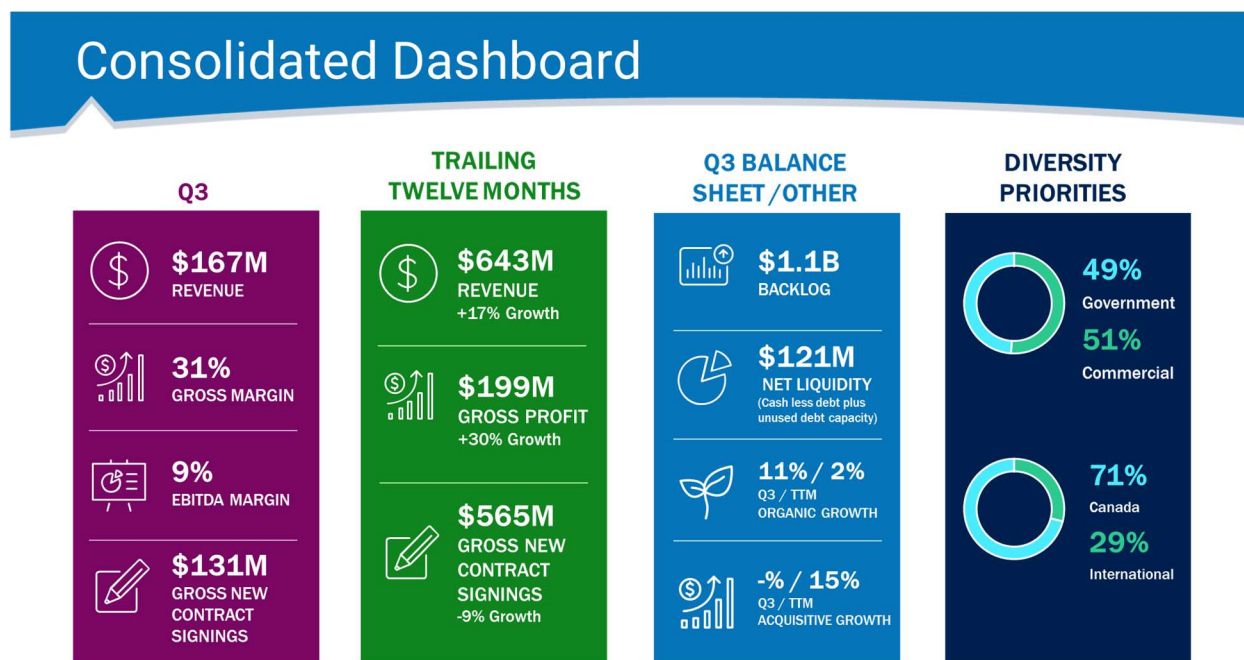 Consolidated Dashboard
Q3
$167M
REVENUE
31%
GROSS MARGIN
9%
EBITDA MARGIN
$131M
GROSS NEW
CONTRACT
SIGNINGS
TRAILING
TWELVE MONTHS
$643M
REVENUE
+17% Growth
$199M
GROSS PROFIT
+30% Growth
$565M
GROSS NEW
CONTRACT
SIGNINGS
-9% Growth
Q3 BALANCE
SHEET / OTHER
$1.1B
BACKLOG
$121M
NET LIQUIDITY
(Cash less debt plus
unused debt capacity)
11% / 2%
Q3 / TTM
ORGANIC GROWTH
-% / 15%
Q3 / TTM
ACQUISITIVE GROWTH
DIVERSITY
PRIORITIES
49%
Government
51%
Commercial
71%
Canada
29%
International